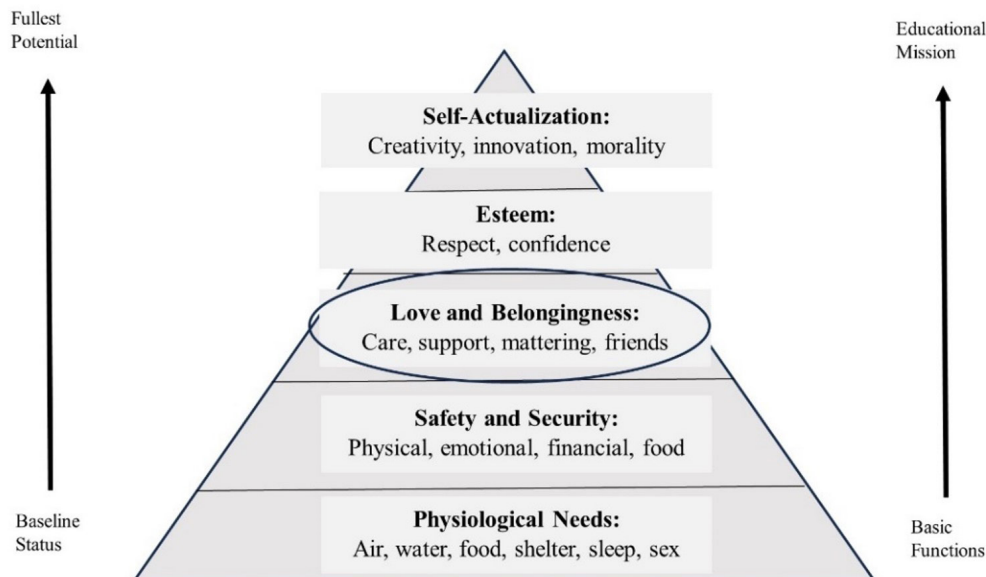 Fullest
Potential
Educational
Mission
Self-Actualization:
Creativity, innovation, morality
Esteem:
Respect, confidence
Love and Belongingness:
Care, support, mattering, friends
Safety and Security:
Physical, emotional, financial, food
Physiological Needs:
Air, water, food, shelter, sleep, sex
Baseline
Status
Basic
Functions